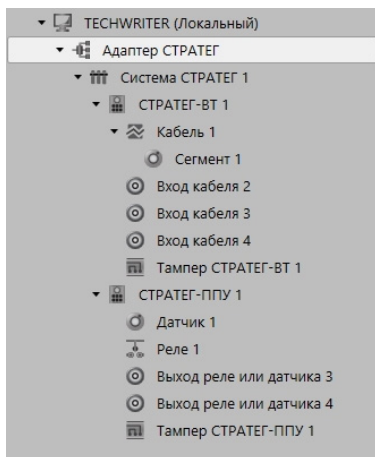 TECHWRITER (Локальный)
Адаптер СТРАТЕГ
Система СТРАТЕГ 1
СТРАТЕГ-ВТ 1
Кабель 1
Сегмент 1
Вход кабеля 2
Вход кабеля 3
Вход кабеля 4
Тампер СТРАТЕГ-ВТ 1
СТРАТЕГ-ППУ 1
Датчик 1
Реле 1
Выход реле или датчика 3
Выход реле или датчика 4
Тампер СТРАТЕГ-ППУ 1